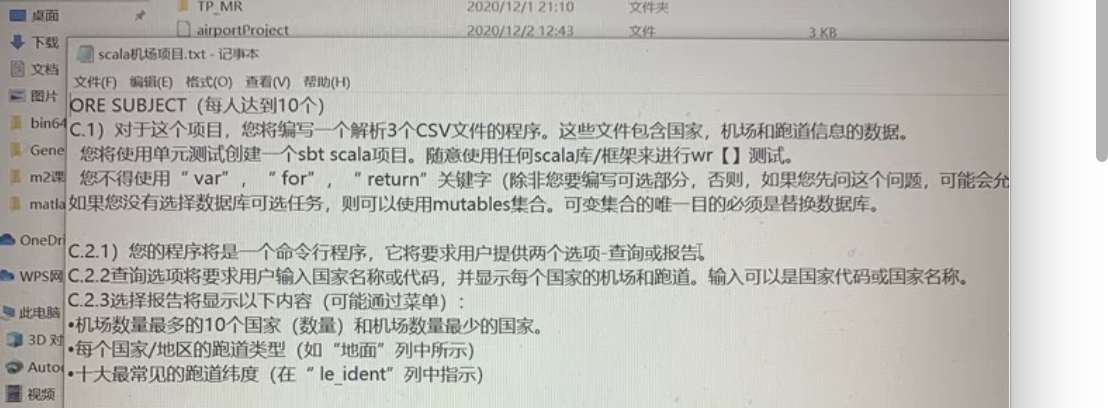 桌面
TP_MR 2020/12/1 21:10 文件夹
下载
airportProject 2020/12/2 12:43 文件 3 KB
scala机场项目.txt - 记事本
文档
文件(F) 编辑(E) 格式(O) 查看(V) 帮助(H)
图片
ORE SUBJECT（每人达到10个）
bin64
C.1）对于这个项目，您将编写一个解析3个CSV文件的程序。这些文件包含国家，机场和跑道信息的数据。
Gene
您将使用单元测试创建一个sbt scala项目。随意使用任何scala库/框架来进行wr【】测试。
m2课
您不得使用“ var”，“ for”，“ return”关键字（除非您要编写可选部分，否则，如果您先问这个问题，可能会允
matla
如果您没有选择数据库可选任务，则可以使用mutables集合。可变集合的唯一目的必须是替换数据库。
OneDri
C.2.1）您的程序将是一个命令行程序，它将要求用户提供两个选项-查询或报告。
WPS网
C.2.2查询选项将要求用户输入国家名称或代码，并显示每个国家的机场和跑道。输入可以是国家代码或国家名称。
此电脑
C.2.3选择报告将显示以下内容（可能通过菜单）：
3D 对
•机场数量最多的10个国家（数量）和机场数量最少的国家。
•每个国家/地区的跑道类型（如“地面”列中所示）
Auto
•十大最常见的跑道纬度（在“ le_ident”列中指示）
视频